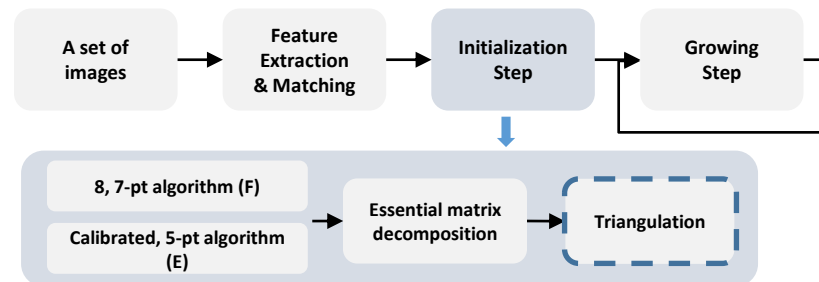 A set of
images
Feature
Extraction
& Matching
Initialization
Step
Growing
Step
8, 7-pt algorithm (F)
Calibrated, 5-pt algorithm
(E)
Essential matrix
decomposition
Triangulation